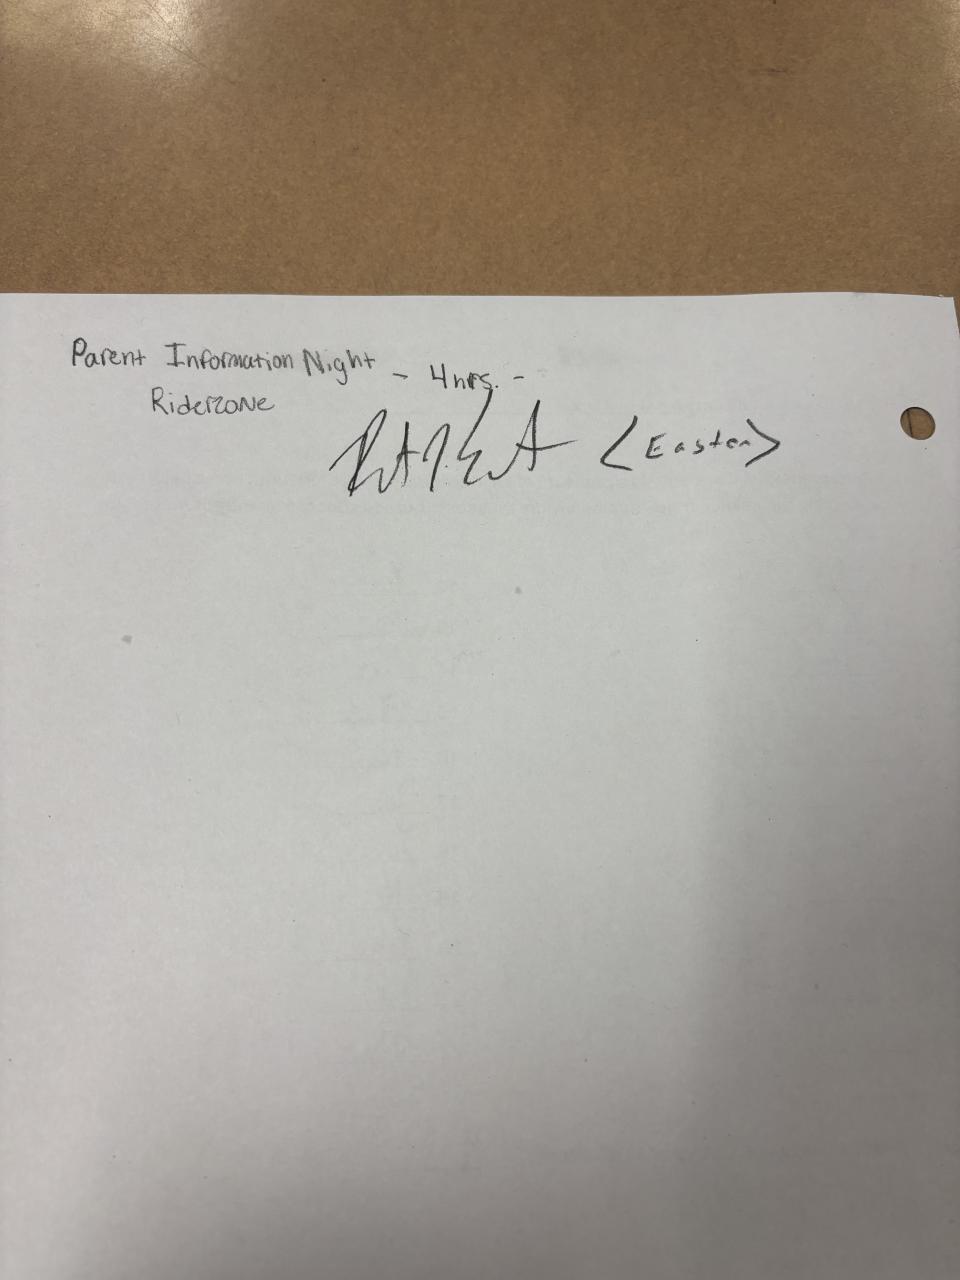 Parent Information Night - 4hrs. -
Riderzone
<Easton>